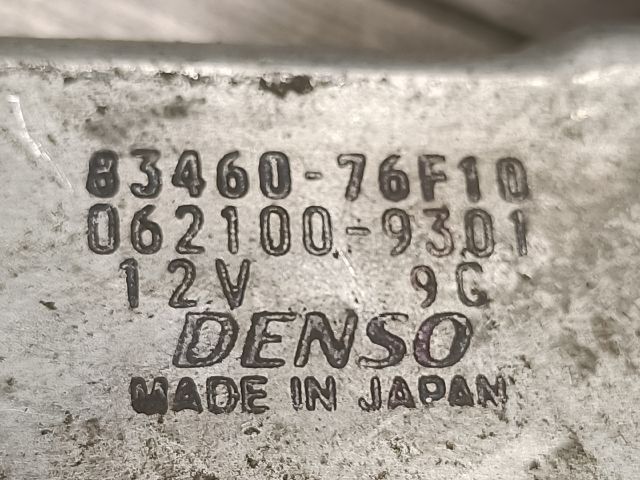 83460-76F10
062100-9301
12V 9G
DENSO
MADE IN JAPAN